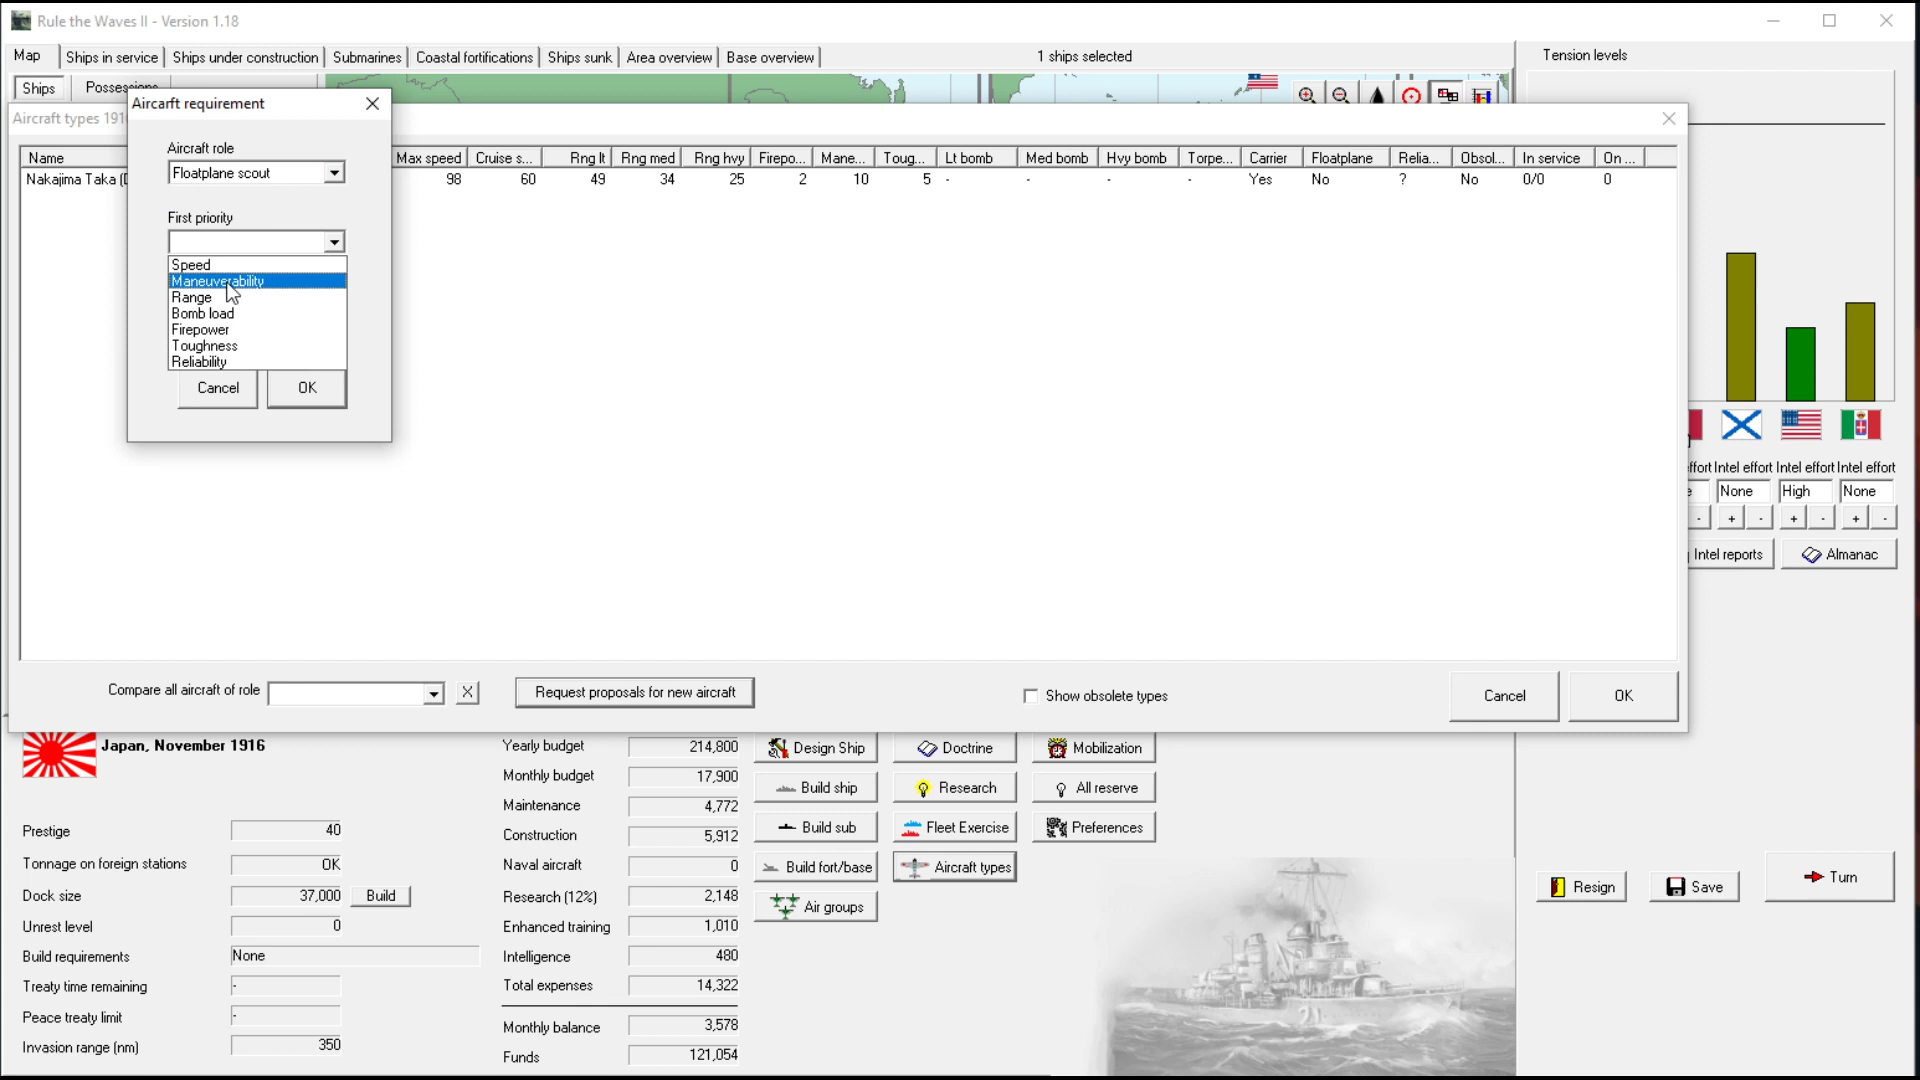 Rule the Waves II - Version 1.18
Map
Ships in service
Ships under construction
Submarines
Coastal fortifications
Ships sunk
Area overview
Base overview
1 ships selected
Tension levels
Ships
Aircarft requirement
Aircraft types
Aircraft role
Floatplane scout
First priority
Speed
Maneuverability
Range
Bomb load
Firepower
Toughness
Reliability
Cancel
OK
Name
Max speed
Cruise s...
Rng lt
Rng med
Rng hvy
Firepo...
Mane...
Toug...
Lt bomb
Med bomb
Hvy bomb
Torpe...
Carrier
Floatplane
Relia...
Obsol...
In service
On ...
Nakajima Taka
98
60
49
34
25
2
10
5
-
-
-
-
Yes
No
?
No
0/0
0
Intel effort
Intel effort
Intel effort
None
High
None
-
+
-
+
-
+
-
Intel reports
Almanac
Compare all aircraft of role
X
Request proposals for new aircraft
Show obsolete types
Cancel
OK
Japan, November 1916
Prestige
40
Tonnage on foreign stations
OK
Dock size
37,000
Build
Unrest level
0
Build requirements
None
Treaty time remaining
-
Peace treaty limit
-
Invasion range (nm)
350
Yearly budget
214,800
Monthly budget
17,900
Maintenance
4,772
Construction
5,912
Naval aircraft
0
Research (12%)
2,148
Enhanced training
1,010
Intelligence
480
Total expenses
14,322
Monthly balance
3,578
Funds
121,054
Design Ship
Doctrine
Mobilization
Build ship
Research
All reserve
Build sub
Fleet Exercise
Preferences
Build fort/base
Aircraft types
Air groups
Resign
Save
Turn